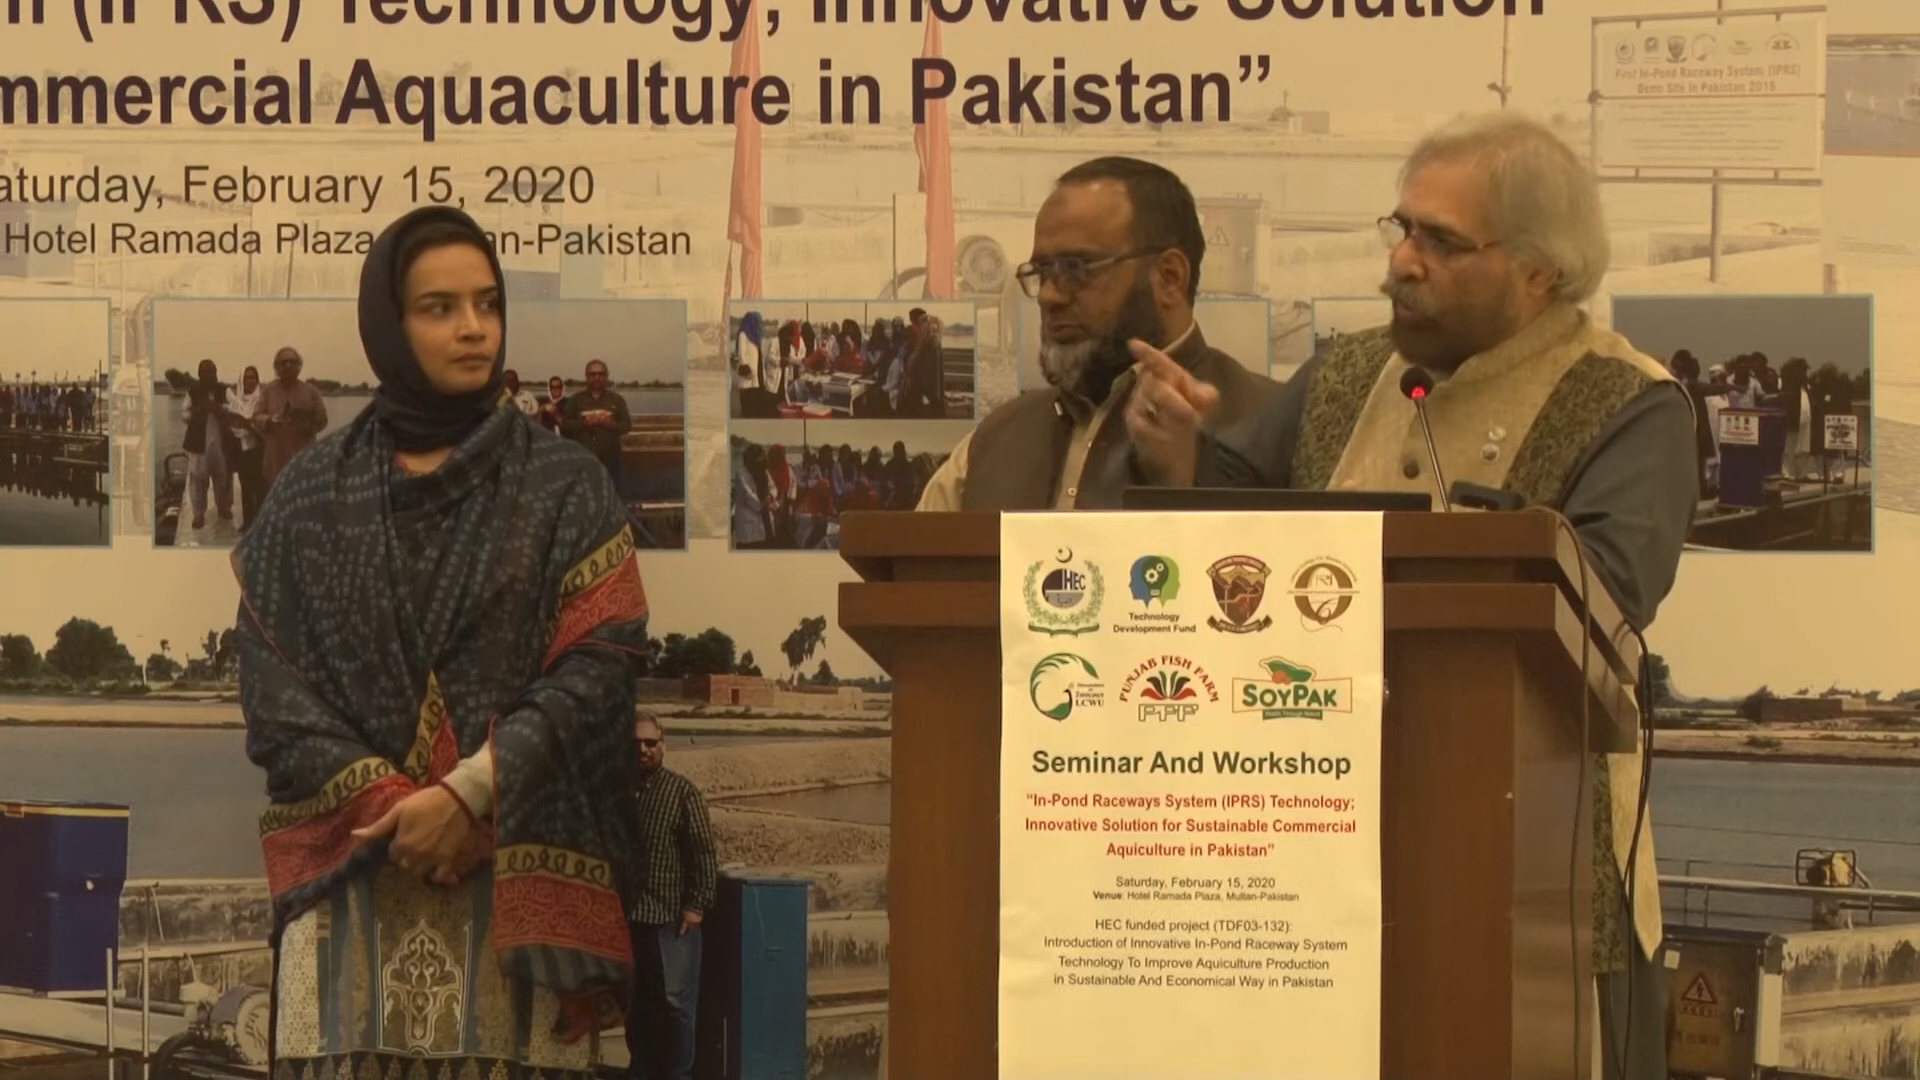 (IPRS) Technology; Innovative Solution
mmercial Aquaculture in Pakistan”
aturday, February 15, 2020
Hotel Ramada Plaza an-Pakistan
First In-Pond Raceway System (IPRS)
Demo Site In Pakistan 2019
HEC
Technology
Development Fund
ZOOLOGY
LCWU
PUNJAB FISH FARM
PFF
SOYPAK
Seminar And Workshop
“In-Pond Raceways System (IPRS) Technology;
Innovative Solution for Sustainable Commercial
Aquiculture in Pakistan”
Saturday, February 15, 2020
Venue: Hotel Ramada Plaza, Multan-Pakistan
HEC funded project (TDF03-132):
Introduction of Innovative In-Pond Raceway System
Technology To Improve Aquiculture Production
in Sustainable And Economical Way in Pakistan